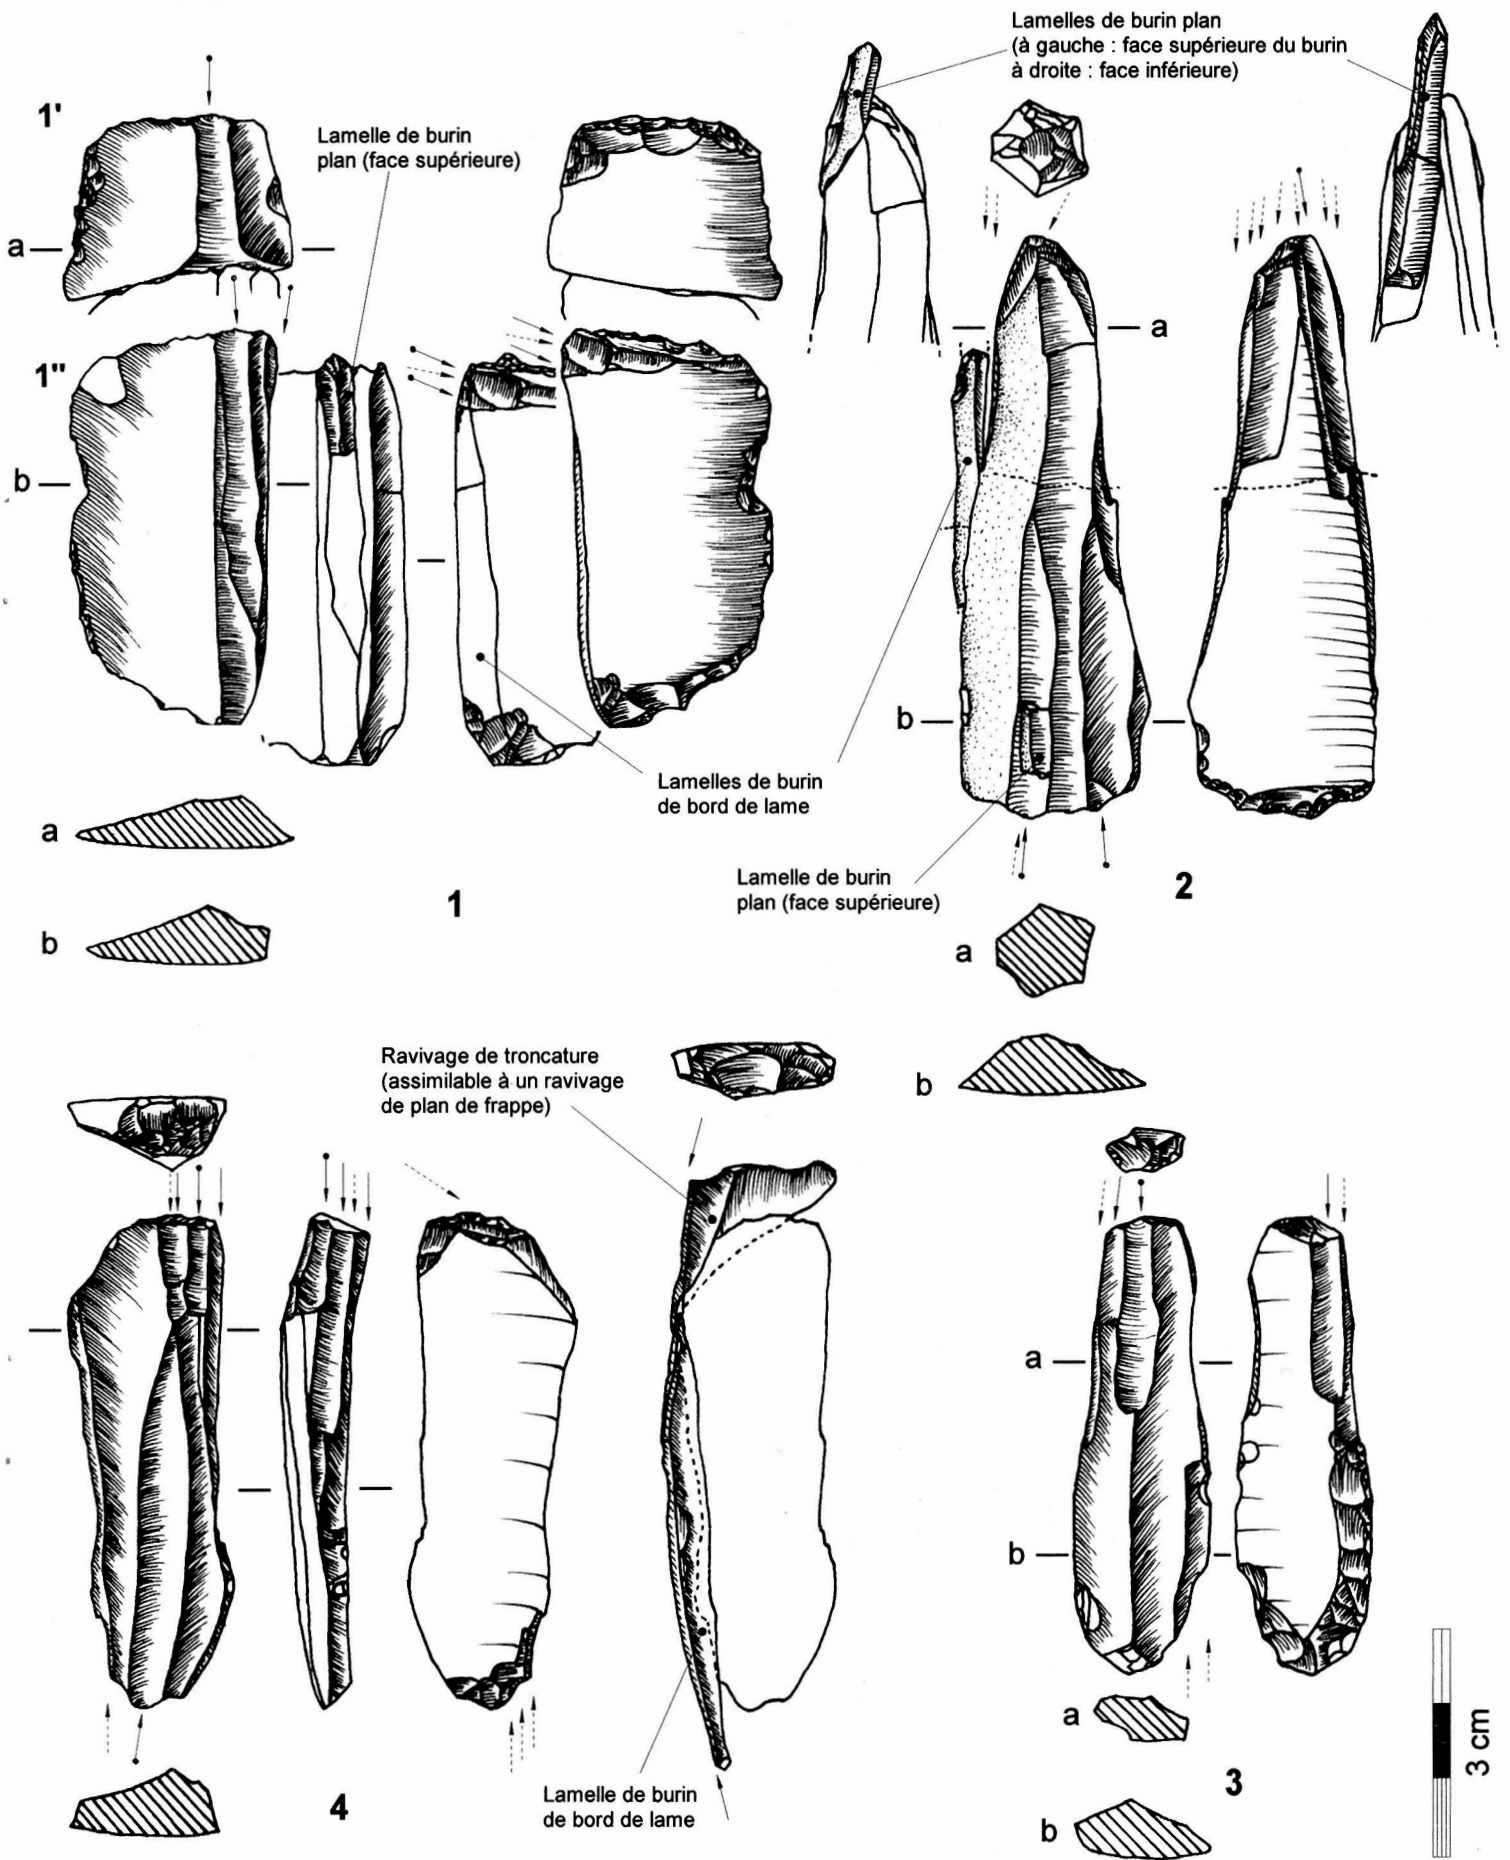 Lamelles de burin plan
(à gauche : face supérieure du burin
à droite : face inférieure)
1'
Lamelle de burin
plan (face supérieure)
a
1"
b
a
b
Lamelles de burin
de bord de lame
a
b
1
Lamelle de burin
plan (face supérieure)
2
a
b
Ravivage de troncature
(assimilable à un ravivage
de plan de frappe)
a
b
a
3
b
4
Lamelle de burin
de bord de lame
3 cm